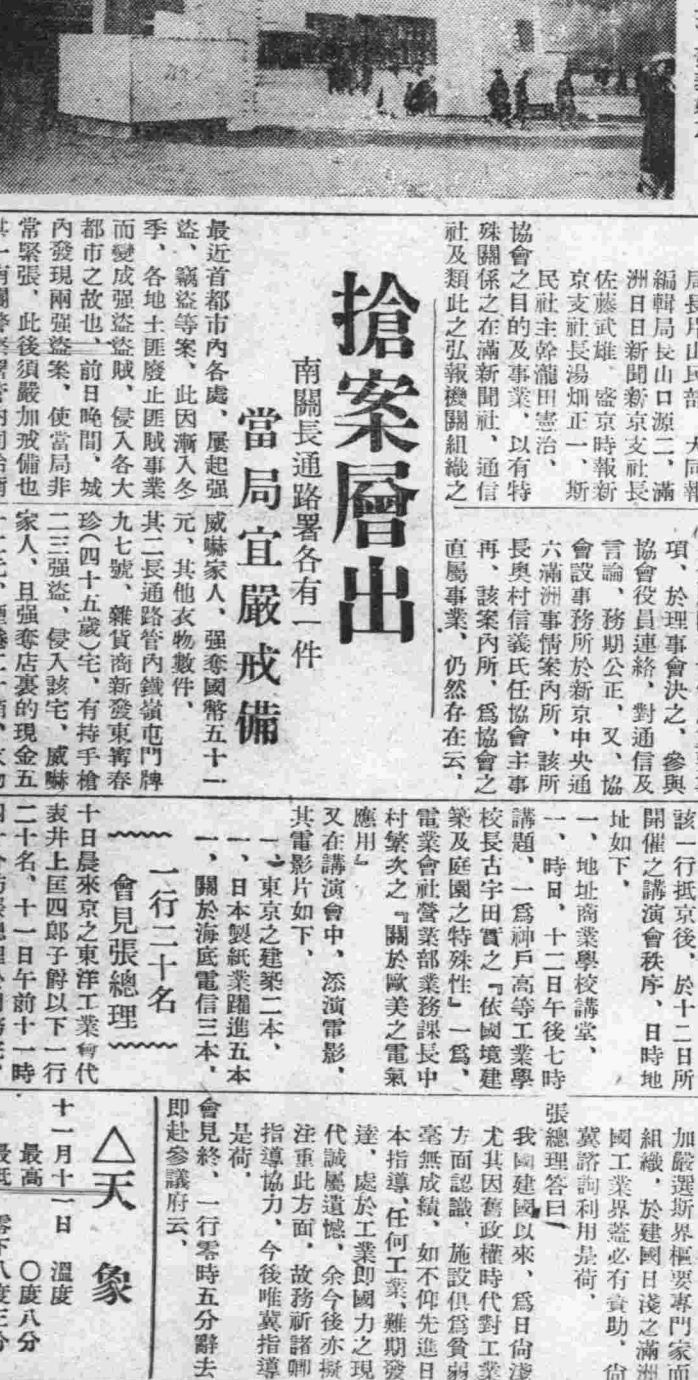 編輯局長山口源二、滿
洲日日新聞新京支社長
佐藤武雄、盛京時報新
京支社長湯畑正一、斯
民社主幹瀧田憲治、
協會之目的及事業、以有特
殊關係之在滿新聞社、通信
社及類此之弘報機關組織之
項、於理事會決之、參與
協會役員連絡、對通信及
言論、務期公正、又、協
會設事務所於新京中央通
六滿洲事情案內所、該所
長奧村信義氏任協會主事
再、該案內所、爲協會之
直屬事業、仍然存在云、
搶案層出
南關長通路署各有一件
當局宜嚴戒備
最近首都市內各處、屢起强
盜、竊盜等案、此因漸入冬
季、各地土匪廢止匪賊事業
而變成强盜盜賊、侵入各大
都市之故也、前日晚間、城
內發現兩强盜案、使當局非
常緊張、此後須嚴加戒備也
威嚇家人、强奪國幣五十一
元、其他衣物數件、
其二長通路管內鐵嶺屯門牌
九七號、雜貨商新發東寗春
珍（四十五歲）宅、有持手槍
二三强盜、侵入該宅、威嚇
家人、且强奪店裏的現金五
該一行抵京後、於十二日所
開催之講演會秩序、日時地
址如下、
一、地址商業學校講堂、
一、時日、十二日午後七時
講題、一爲神戶高等工業學
校長古宇田實之『依國境建
築及庭園之特殊性』一爲、
電業會社營業部業務課長中
村繁次之『關於歐美之電氣
應用』
又在講演會中、添演電影、
其電影片如下、
一、東京之建築二本、
一、日本製紙業躍進五本
一、關於海底電信三本、
一行二十名
會見張總理
十日晨來京之東洋工業會代
表井上匡四郎子爵以下一行
二十名、十一日午前十一時
加嚴選斯界樞要專門家而
組織、於建國日淺之滿洲
國工業界蓋必有資助、尙
冀諮詢利用是荷、
張總理答曰、
我國建國以來、爲日尙淺
尤其因舊政權時代對工業
方面認識、施設俱爲貧弱
毫無成績、如不仰先進日
本指導、任何工業、難期發
達、處於工業即國力之現
代誠屬遺憾、余今後亦擬
注重此方面、故務祈諸卿
指導協力、今後唯冀指導
是荷、
會見終、一行零時五分辭去
即赴參議府云、
△天象
十一月十一日　溫度
最高　〇度八分